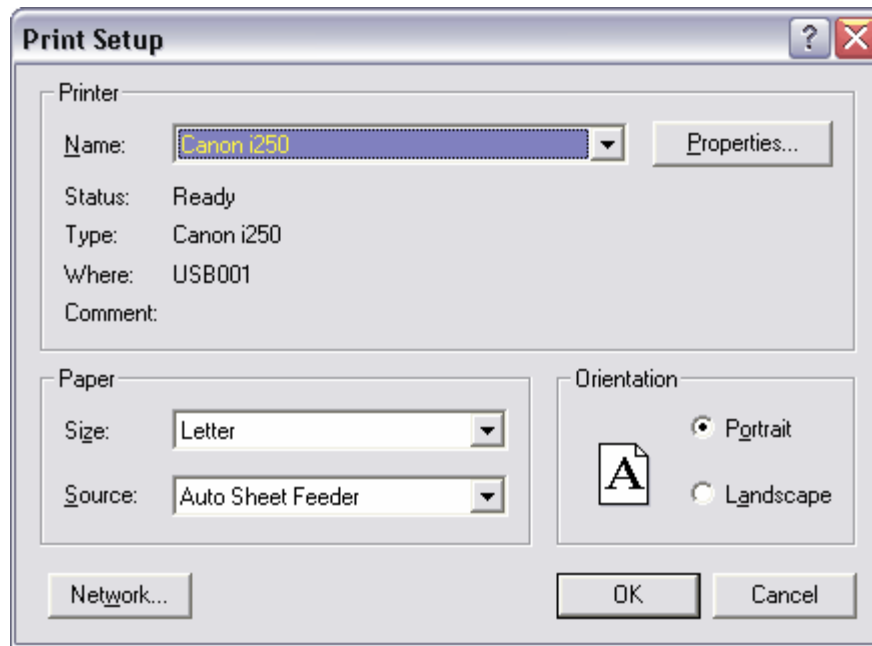 Print Setup
Printer
Name: Canon i250 Properties...
Status: Ready
Type: Canon i250
Where: USB001
Comment:
Paper
Size: Letter
Source: Auto Sheet Feeder
Orientation
A
Portrait
Landscape
Network... OK Cancel